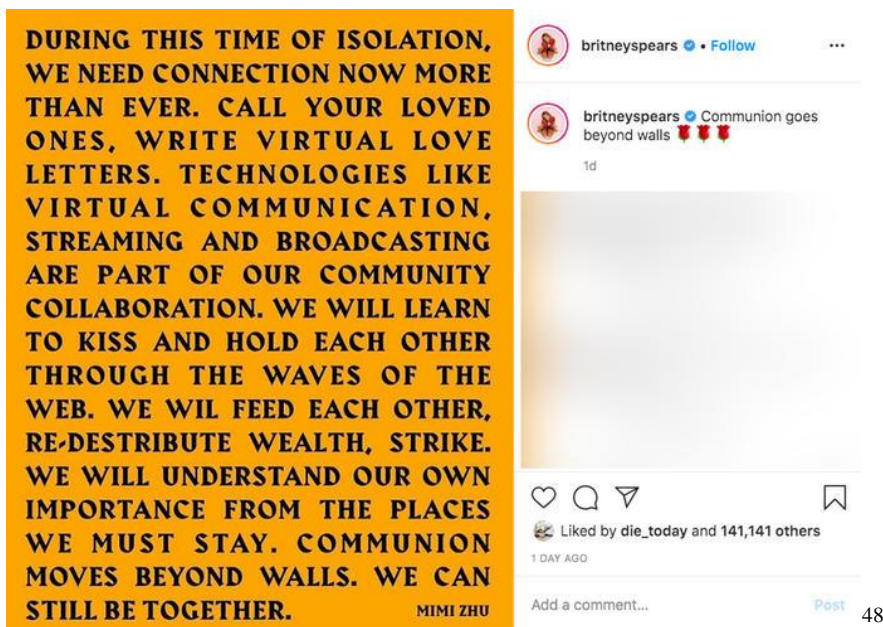 DURING THIS TIME OF ISOLATION,
WE NEED CONNECTION NOW MORE
THAN EVER. CALL YOUR LOVED
ONES, WRITE VIRTUAL LOVE
LETTERS. TECHNOLOGIES LIKE
VIRTUAL COMMUNICATION,
STREAMING AND BROADCASTING
ARE PART OF OUR COMMUNITY
COLLABORATION. WE WILL LEARN
TO KISS AND HOLD EACH OTHER
THROUGH THE WAVES OF THE
WEB. WE WIL FEED EACH OTHER,
RE-DESTRIBUTE WEALTH, STRIKE.
WE WILL UNDERSTAND OUR OWN
IMPORTANCE FROM THE PLACES
WE MUST STAY. COMMUNION
MOVES BEYOND WALLS. WE CAN
STILL BE TOGETHER. MIMI ZHU
britneyspears • Follow
britneyspears Communion goes
beyond walls 🌹🌹🌹
1d
Liked by die_today and 141,141 others
1 DAY AGO
Add a comment... Post
48